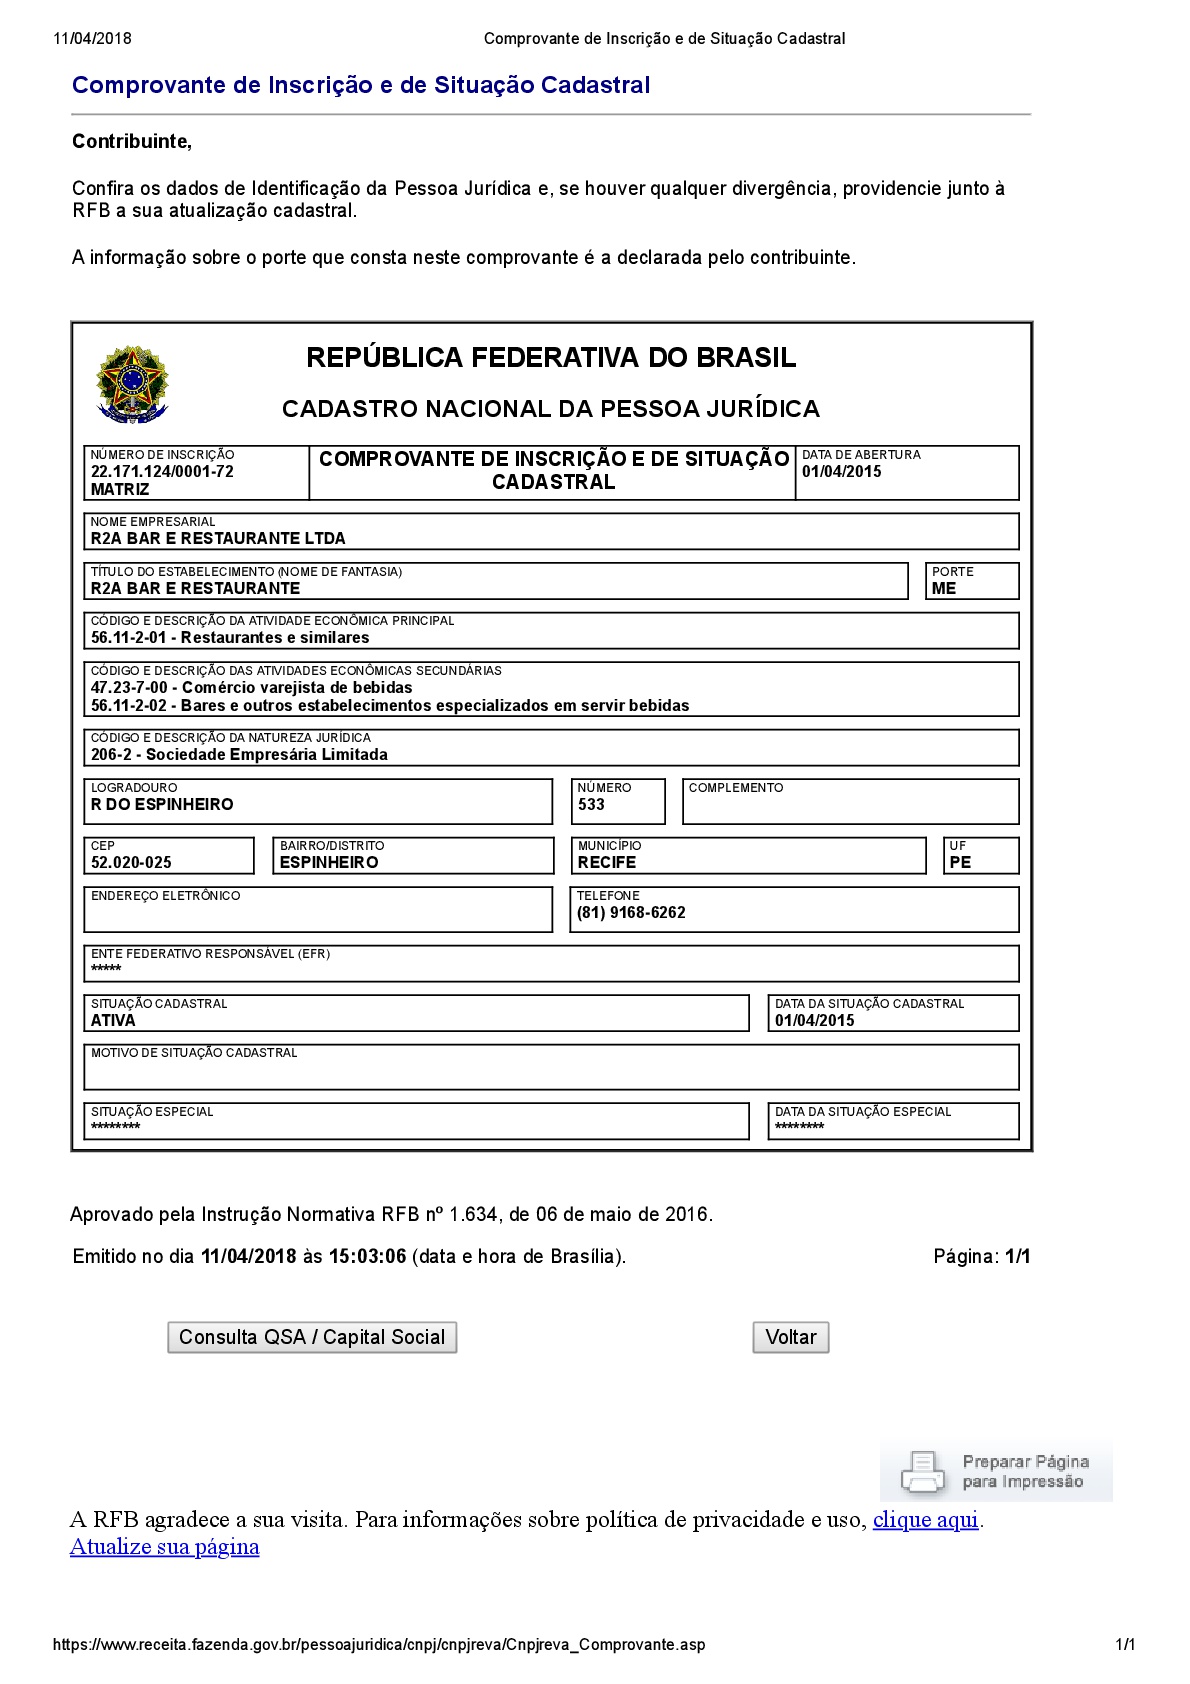 11/04/2018 Comprovante de Inscrição e de Situação Cadastral
Comprovante de Inscrição e de Situação Cadastral
Contribuinte,
Confira os dados de Identificação da Pessoa Jurídica e, se houver qualquer divergência, providencie junto à
RFB a sua atualização cadastral.
A informação sobre o porte que consta neste comprovante é a declarada pelo contribuinte.
REPÚBLICA FEDERATIVA DO BRASIL
CADASTRO NACIONAL DA PESSOA JURÍDICA
NÚMERO DE INSCRIÇÃO
22.171.124/0001-72
MATRIZ
COMPROVANTE DE INSCRIÇÃO E DE SITUAÇÃO
CADASTRAL
DATA DE ABERTURA
01/04/2015
NOME EMPRESARIAL
R2A BAR E RESTAURANTE LTDA
TÍTULO DO ESTABELECIMENTO (NOME DE FANTASIA)
R2A BAR E RESTAURANTE
PORTE
ME
CÓDIGO E DESCRIÇÃO DA ATIVIDADE ECONÔMICA PRINCIPAL
56.11-2-01 - Restaurantes e similares
CÓDIGO E DESCRIÇÃO DAS ATIVIDADES ECONÔMICAS SECUNDÁRIAS
47.23-7-00 - Comércio varejista de bebidas
56.11-2-02 - Bares e outros estabelecimentos especializados em servir bebidas
CÓDIGO E DESCRIÇÃO DA NATUREZA JURÍDICA
206-2 - Sociedade Empresária Limitada
LOGRADOURO
R DO ESPINHEIRO
NÚMERO
533
COMPLEMENTO
CEP
52.020-025
BAIRRO/DISTRITO
ESPINHEIRO
MUNICÍPIO
RECIFE
UF
PE
ENDEREÇO ELETRÔNICO
TELEFONE
(81) 9168-6262
ENTE FEDERATIVO RESPONSÁVEL (EFR)
*****
SITUAÇÃO CADASTRAL
ATIVA
DATA DA SITUAÇÃO CADASTRAL
01/04/2015
MOTIVO DE SITUAÇÃO CADASTRAL
SITUAÇÃO ESPECIAL
********
DATA DA SITUAÇÃO ESPECIAL
********
Aprovado pela Instrução Normativa RFB nº 1.634, de 06 de maio de 2016.
Emitido no dia 11/04/2018 às 15:03:06 (data e hora de Brasília). Página: 1/1
Consulta QSA / Capital Social Voltar
Preparar Página
para Impressão
A RFB agradece a sua visita. Para informações sobre política de privacidade e uso, clique aqui.
Atualize sua página
https://www.receita.fazenda.gov.br/pessoajuridica/cnpj/cnpjreva/Cnpjreva_Comprovante.asp 1/1